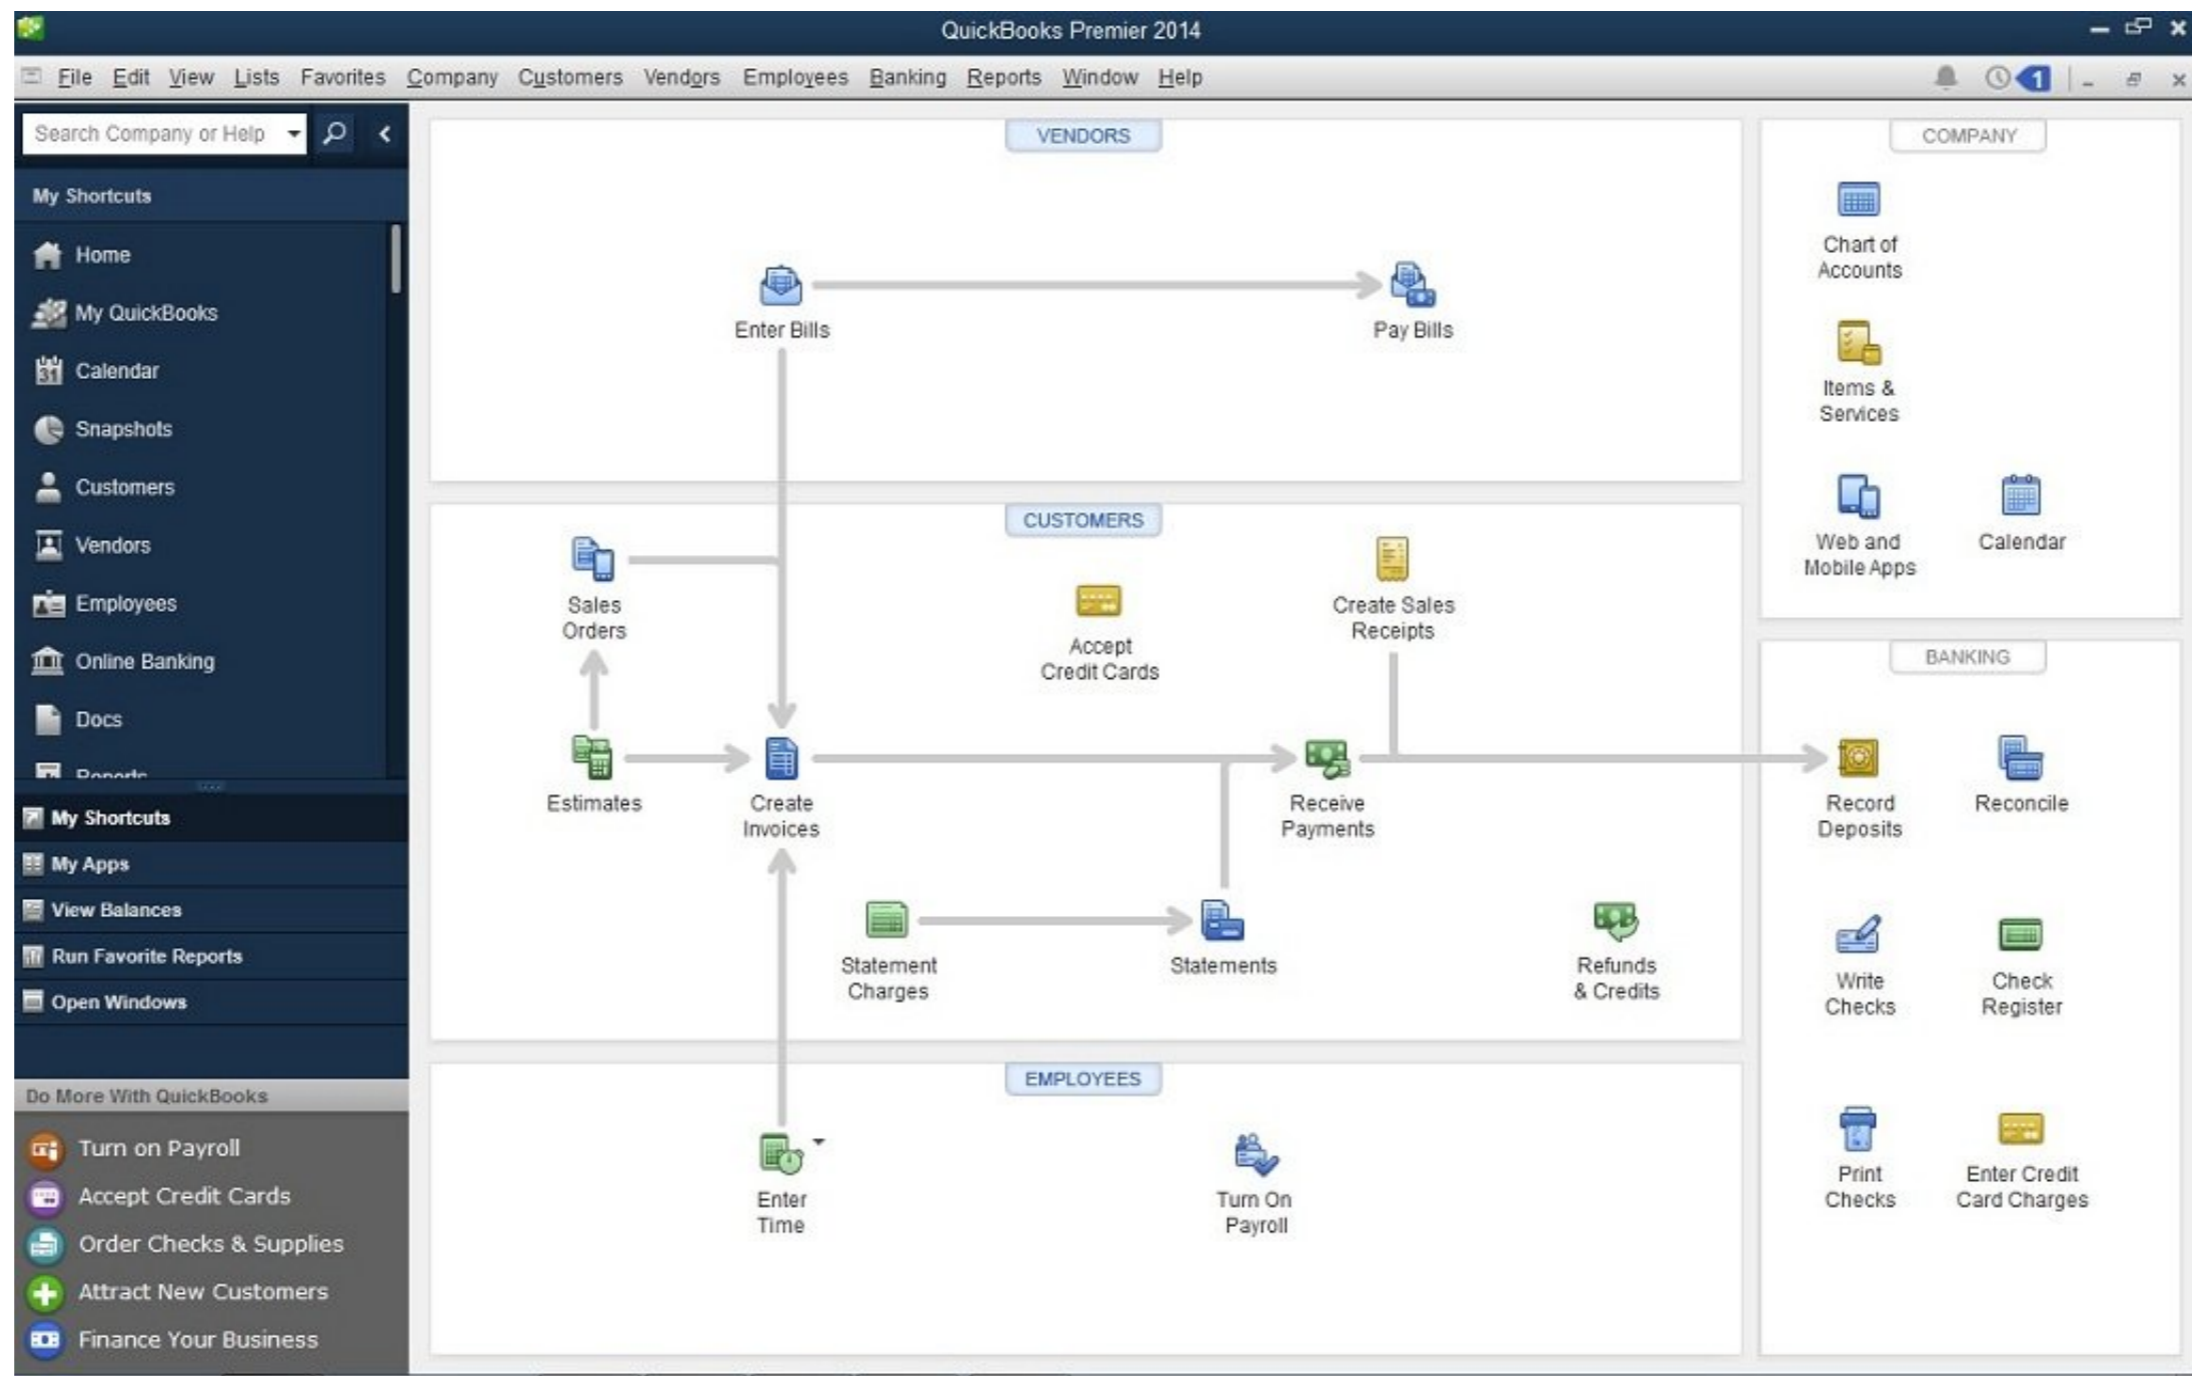 QuickBooks Premier 2014
File Edit View Lists Favorites Company Customers Vendors Employees Banking Reports Window Help
1
Search Company or Help
My Shortcuts
Home
My QuickBooks
31
Calendar
Snapshots
Customers
Vendors
Employees
Online Banking
Docs
Reports
My Shortcuts
My Apps
View Balances
Run Favorite Reports
Open Windows
Do More With QuickBooks
Turn on Payroll
Accept Credit Cards
Order Checks & Supplies
Attract New Customers
Finance Your Business
VENDORS
Enter Bills
Pay Bills
CUSTOMERS
Sales
Orders
Accept
Credit Cards
Create Sales
Receipts
Estimates
Create
Invoices
Receive
Payments
Statement
Charges
Statements
Refunds
& Credits
EMPLOYEES
Enter
Time
Turn On
Payroll
COMPANY
Chart of
Accounts
Items &
Services
Web and
Mobile Apps
Calendar
BANKING
Record
Deposits
Reconcile
Write
Checks
Check
Register
Print
Checks
Enter Credit
Card Charges